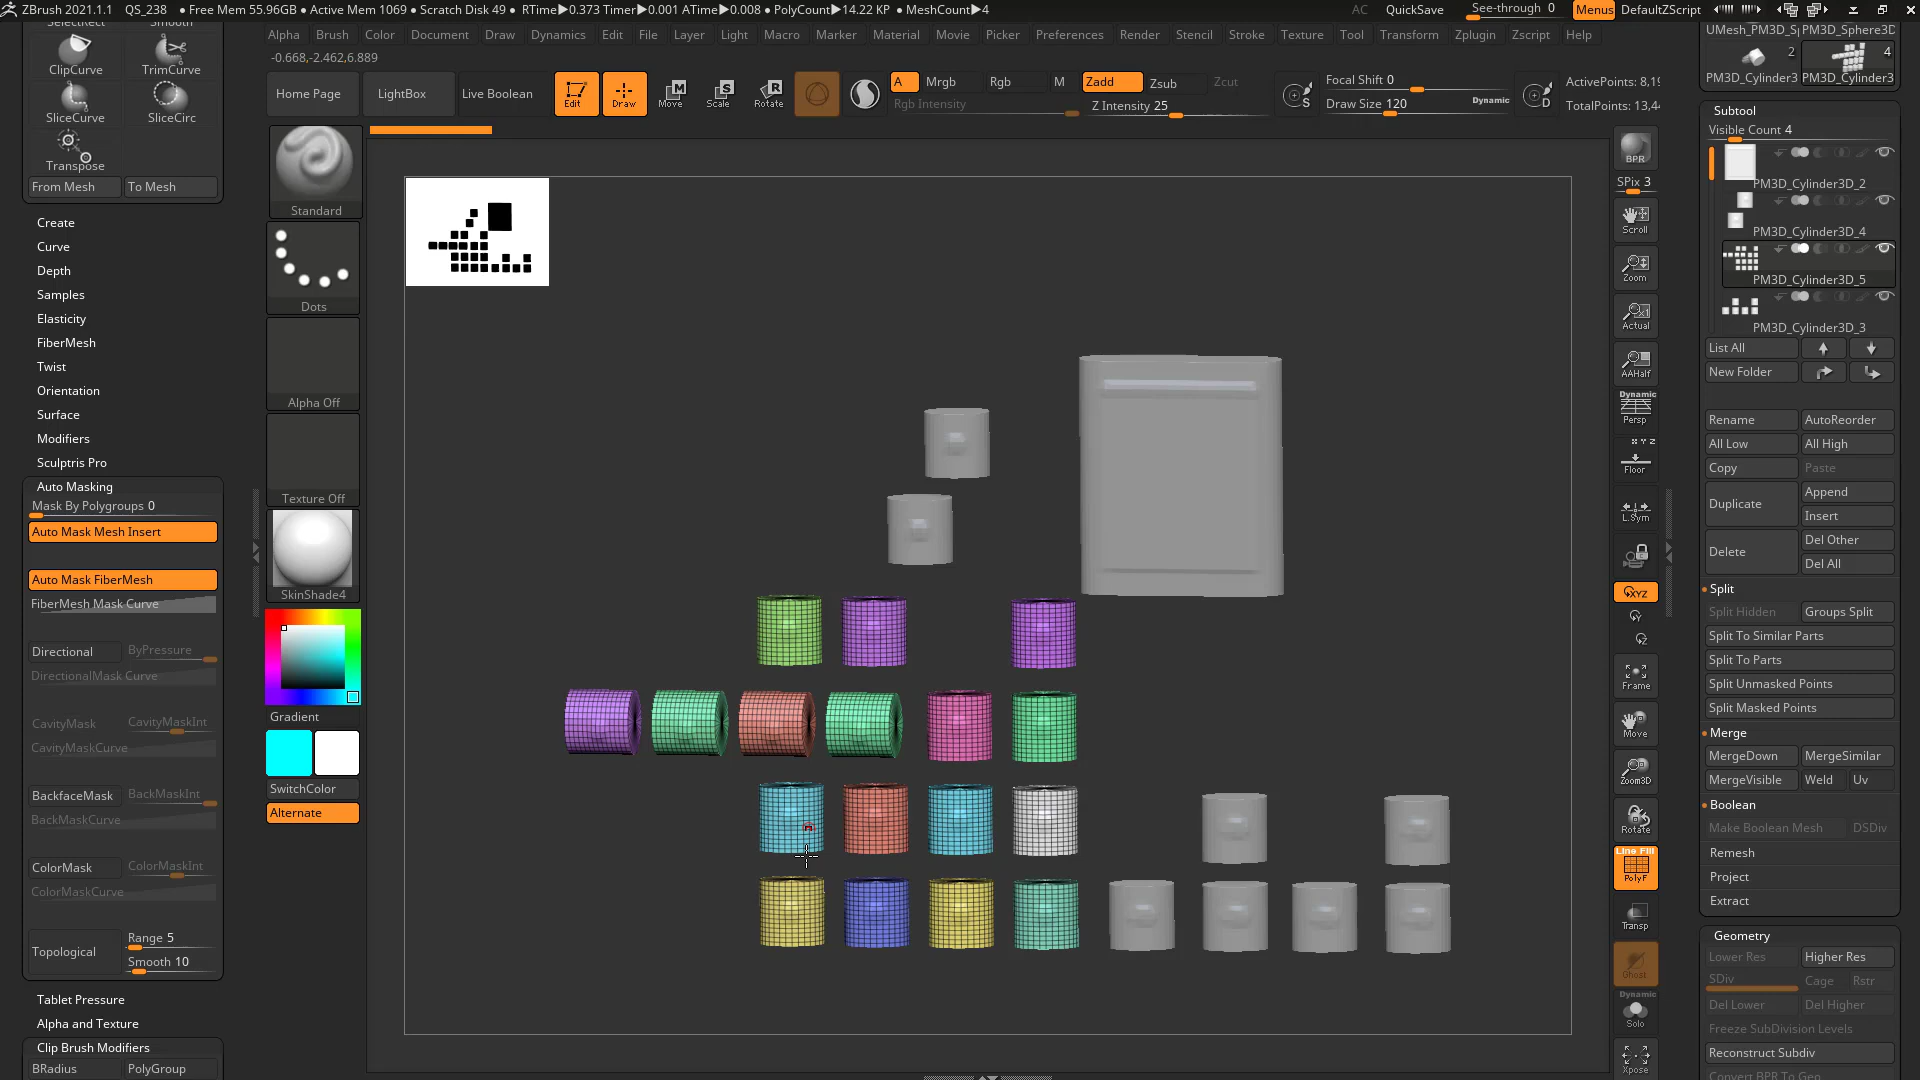 ZBrush 2021.1.1 QS_238 • Free Mem 55.96GB • Active Mem 1069 • Scratch Disk 49 • RTime▶0.373 Timer▶0.001 ATime▶0.008 • PolyCount▶14.22 KP • MeshCount▶4
AC QuickSave See-through 0 Menus DefaultZScript
Alpha Brush Color Document Draw Dynamics Edit File Layer Light Macro Marker Material Movie Picker Preferences Render Stencil Stroke Texture Tool Transform Zplugin Zscript Help
-0.668,-2.462,6.889
Home Page LightBox Live Boolean Edit Draw Move Scale Rotate
A Mrgb Rgb M Zadd Zsub Zcut
Rgb Intensity Z Intensity 25
S Focal Shift 0
Draw Size 120 Dynamic
D ActivePoints: 8,19
TotalPoints: 13,44
SelectRect Smooth
ClipCurve TrimCurve
SliceCurve SliceCirc
Transpose
From Mesh To Mesh
Create
Curve
Depth
Samples
Elasticity
FiberMesh
Twist
Orientation
Surface
Modifiers
Sculptris Pro
Auto Masking
Mask By Polygroups 0
Auto Mask Mesh Insert
Auto Mask FiberMesh
FiberMesh Mask Curve
Directional ByPressure
DirectionalMask Curve
CavityMask CavityMaskInt
CavityMaskCurve
BackfaceMask BackMaskInt
BackMaskCurve
ColorMask ColorMaskInt
ColorMaskCurve
Topological Range 5
Smooth 10
Tablet Pressure
Alpha and Texture
Clip Brush Modifiers
BRadius PolyGroup
Standard
Dots
Alpha Off
Texture Off
SkinShade4
Gradient
SwitchColor
Alternate
BPR
SPix 3
Scroll
Zoom
Actual
AAHalf
Dynamic
Persp
X Y Z
Floor
L.Sym
XYZ
Frame
Move
Zoom3D
Rotate
Line Fill
PolyF
Transp
Ghost
Dynamic
Solo
Xpose
UMesh_PM3D_S PM3D_Sphere3D
2 4
PM3D_Cylinder3 PM3D_Cylinder3
Subtool
Visible Count 4
PM3D_Cylinder3D_2
PM3D_Cylinder3D_4
PM3D_Cylinder3D_5
PM3D_Cylinder3D_3
List All
New Folder
Rename AutoReorder
All Low All High
Copy Paste
Duplicate Append
Insert
Delete Del Other
Del All
Split
Split Hidden Groups Split
Split To Similar Parts
Split To Parts
Split Unmasked Points
Split Masked Points
Merge
MergeDown MergeSimilar
MergeVisible Weld Uv
Boolean
Make Boolean Mesh DSDiv
Remesh
Project
Extract
Geometry
Lower Res Higher Res
SDiv Cage Rstr
Del Lower Del Higher
Freeze SubDivision Levels
Reconstruct Subdiv
Convert BPR To Geo